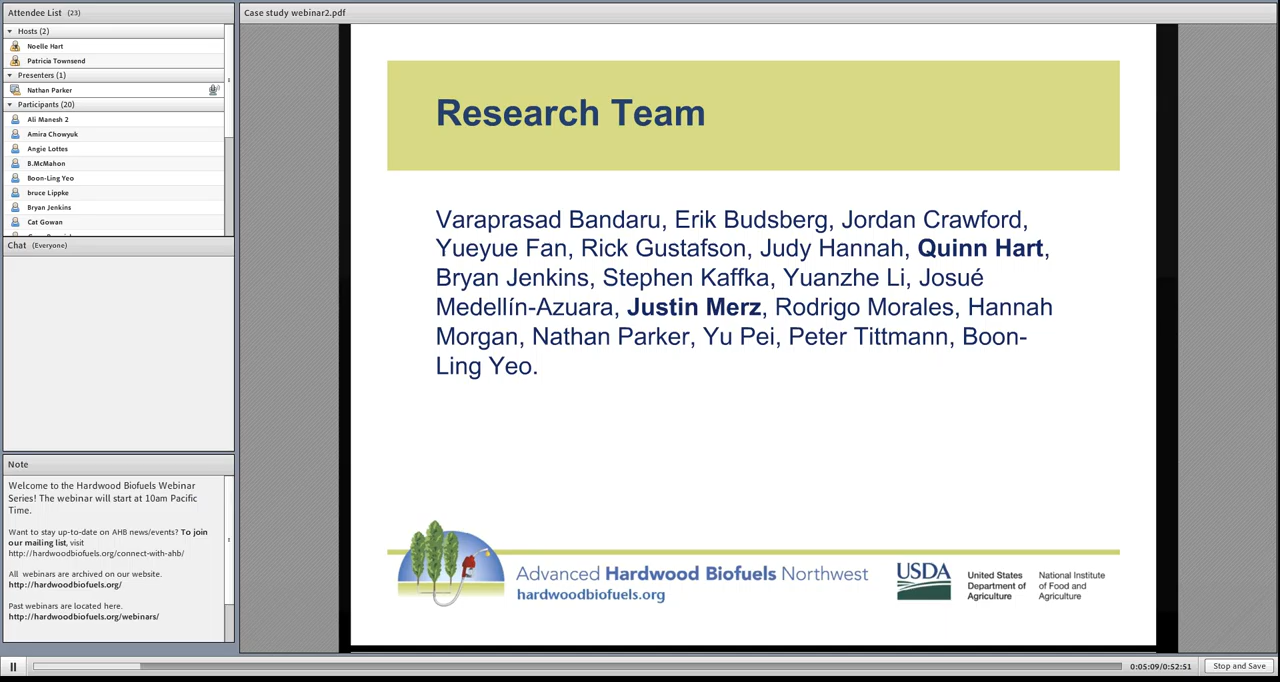 Attendee List (23)
Hosts (2)
Noelle Hart
Patricia Townsend
Presenters (1)
Nathan Parker
Participants (20)
Ali Manesh 2
Amira Chowyuk
Angie Lottes
B.McMahon
Boon-Ling Yeo
bruce Lippke
Bryan Jenkins
Cat Gowan
Chat (Everyone)
Note
Welcome to the Hardwood Biofuels Webinar
Series! The webinar will start at 10am Pacific
Time.
Want to stay up-to-date on AHB news/events? To join
our mailing list, visit
http://hardwoodbiofuels.org/connect-with-ahb/
All webinars are archived on our website.
http://hardwoodbiofuels.org/
Past webinars are located here.
http://hardwoodbiofuels.org/webinars/
Case study webinar2.pdf
Research Team
Varaprasad Bandaru, Erik Budsberg, Jordan Crawford,
Yueyue Fan, Rick Gustafson, Judy Hannah, Quinn Hart,
Bryan Jenkins, Stephen Kaffka, Yuanzhe Li, Josué
Medellín-Azuara, Justin Merz, Rodrigo Morales, Hannah
Morgan, Nathan Parker, Yu Pei, Peter Tittmann, Boon-
Ling Yeo.
Advanced Hardwood Biofuels Northwest
hardwoodbiofuels.org
USDA
United States
Department of
Agriculture
National Institute
of Food and
Agriculture
0:05:09/0:52:51
Stop and Save